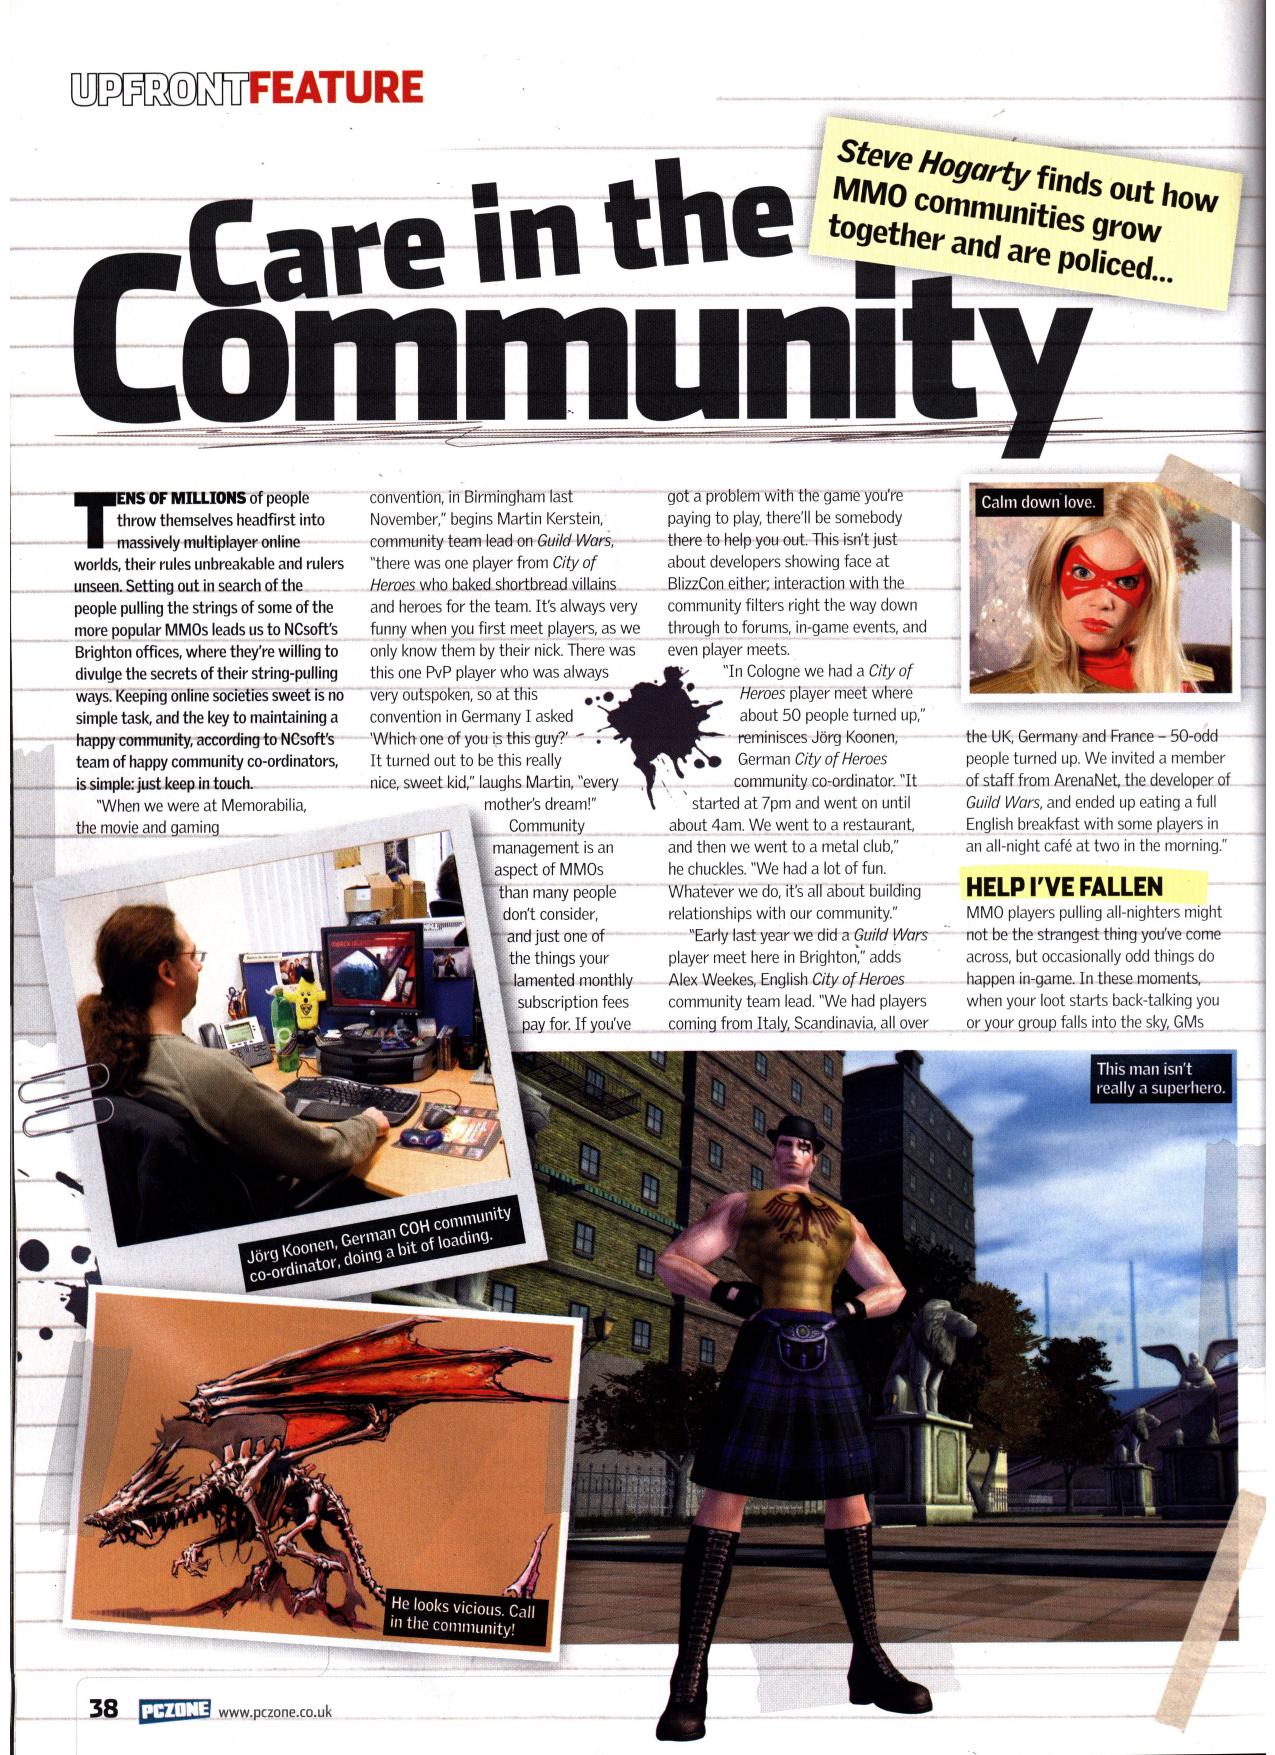 UPFRONTFEATURE
Steve Hogarty finds out how
MMO communities grow
together and are policed...
Care in the
Community
TENS OF MILLIONS of people
throw themselves headfirst into
massively multiplayer online
worlds, their rules unbreakable and rulers
unseen. Setting out in search of the
people pulling the strings of some of the
more popular MMOs leads us to NCsoft's
Brighton offices, where they're willing to
divulge the secrets of their string-pulling
ways. Keeping online societies sweet is no
simple task, and the key to maintaining a
happy community, according to NCsoft's
team of happy community co-ordinators,
is simple: just keep in touch.
"When we were at Memorabilia,
the movie and gaming
convention, in Birmingham last
November," begins Martin Kerstein,
community team lead on Guild Wars,
"there was one player from City of
Heroes who baked shortbread villains
and heroes for the team. It's always very
funny when you first meet players, as we
only know them by their nick. There was
this one PvP player who was always
very outspoken, so at this
convention in Germany I asked
'Which one of you is this guy?'
It turned out to be this really
nice, sweet kid," laughs Martin, "every
mother's dream!"
Community
management is an
aspect of MMOs
than many people
don't consider,
and just one of
the things your
lamented monthly
subscription fees
pay for. If you've
got a problem with the game you're
paying to play, there'll be somebody
there to help you out. This isn't just
about developers showing face at
BlizzCon either; interaction with the
community filters right the way down
through to forums, in-game events, and
even player meets.
"In Cologne we had a City of
Heroes player meet where
about 50 people turned up,"
reminisces Jörg Koonen,
German City of Heroes
community co-ordinator. "It
started at 7pm and went on until
about 4am. We went to a restaurant,
and then we went to a metal club,"
he chuckles. "We had a lot of fun.
Whatever we do, it's all about building
relationships with our community."
"Early last year we did a Guild Wars
player meet here in Brighton," adds
Alex Weekes, English City of Heroes
community team lead. "We had players
coming from Italy, Scandinavia, all over
Calm down love.
the UK, Germany and France – 50-odd
people turned up. We invited a member
of staff from ArenaNet, the developer of
Guild Wars, and ended up eating a full
English breakfast with some players in
an all-night café at two in the morning."
HELP I'VE FALLEN
MMO players pulling all-nighters might
not be the strangest thing you've come
across, but occasionally odd things do
happen in-game. In these moments,
when your loot starts back-talking you
or your group falls into the sky, GMs
This man isn't
really a superhero.
Jörg Koonen, German COH community
co-ordinator, doing a bit of loading.
He looks vicious. Call
in the community!
38 PCZONE www.pczone.co.uk